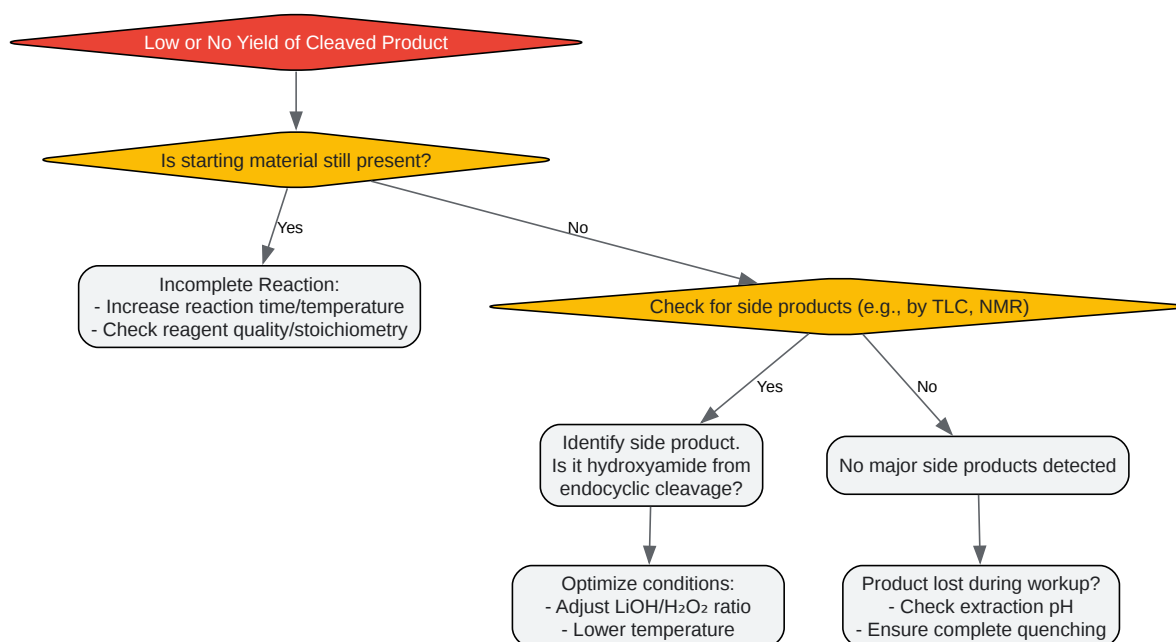 Low or No Yield of Cleaved Product
Is starting material still present?
Yes
No
Incomplete Reaction:
- Increase reaction time/temperature
- Check reagent quality/stoichiometry
Check for side products (e.g., by TLC, NMR)
Yes
No
Identify side product.
Is it hydroxyamide from
endocyclic cleavage?
No major side products detected
Optimize conditions:
- Adjust LiOH/H₂O₂ ratio
- Lower temperature
Product lost during workup?
- Check extraction pH
- Ensure complete quenching